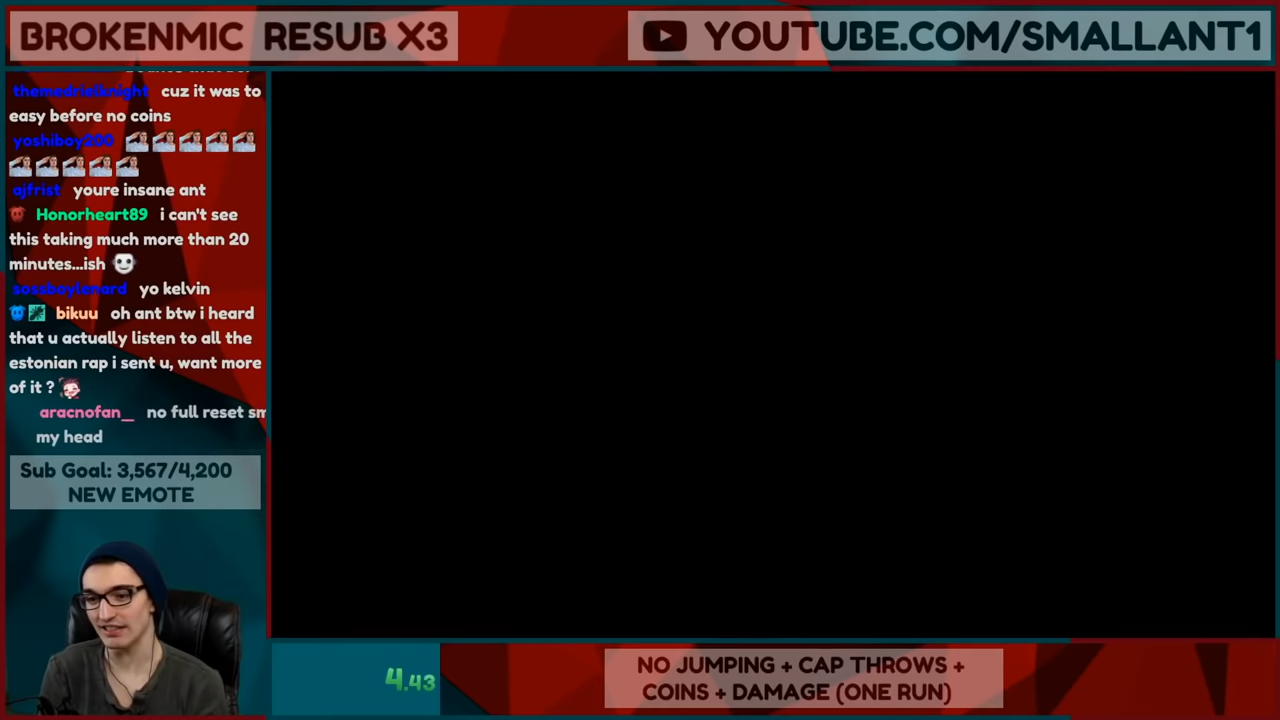 BROKENMIC RESUB X3
YOUTUBE.COM/SMALLANT1
themedrielknight cuz it was to
easy before no coins
yoshiboy200
ajfrist youre insane ant
Honorheart89 i can't see
this taking much more than 20
minutes...ish
sossbaylenard yo kelvin
bikuu oh ant btw i heard
that u actually listen to all the
estonian rap i sent u, want more
of it ?
aracnofan_ no full reset sm
my head
Sub Goal: 3,567/4,200
NEW EMOTE
4.43
NO JUMPING + CAP THROWS +
COINS + DAMAGE (ONE RUN)